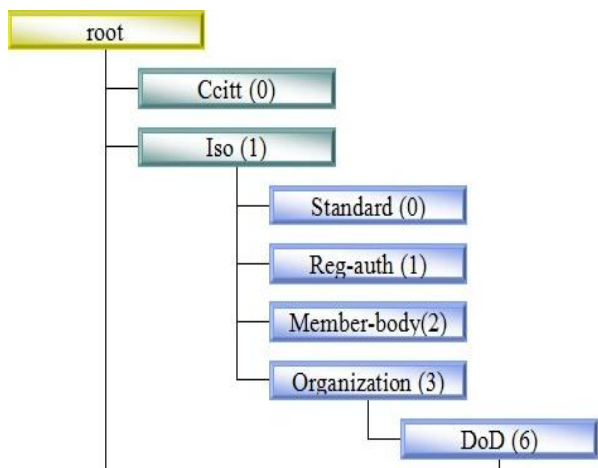 root
Ccitt (0)
Iso (1)
Standard (0)
Reg-auth (1)
Member-body(2)
Organization (3)
DoD (6)